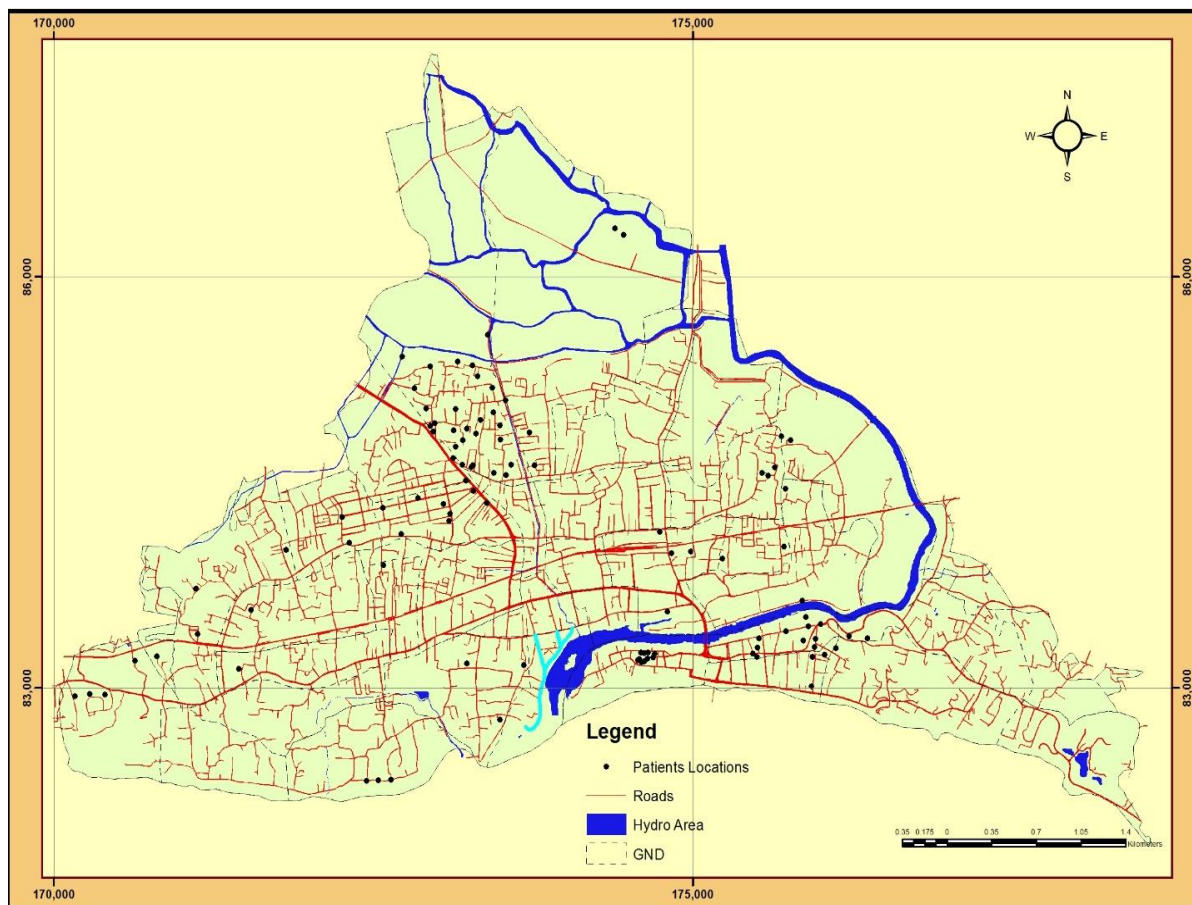 170,000 175,000
N
W E
S
86,000 86,000
83,000 83,000
Legend
Patients Locations
Roads
Hydro Area
GND
0.35 0.175 0 0.35 0.7 1.05 1.4
Kilometers
170,000 175,000